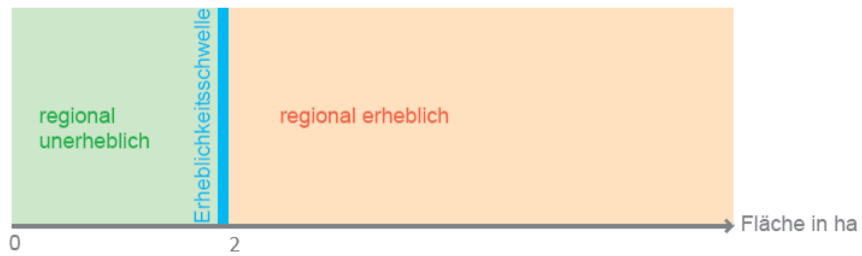 Erheblichkeitsschwelle
regional
unerheblich
regional erheblich
Fläche in ha
0
2